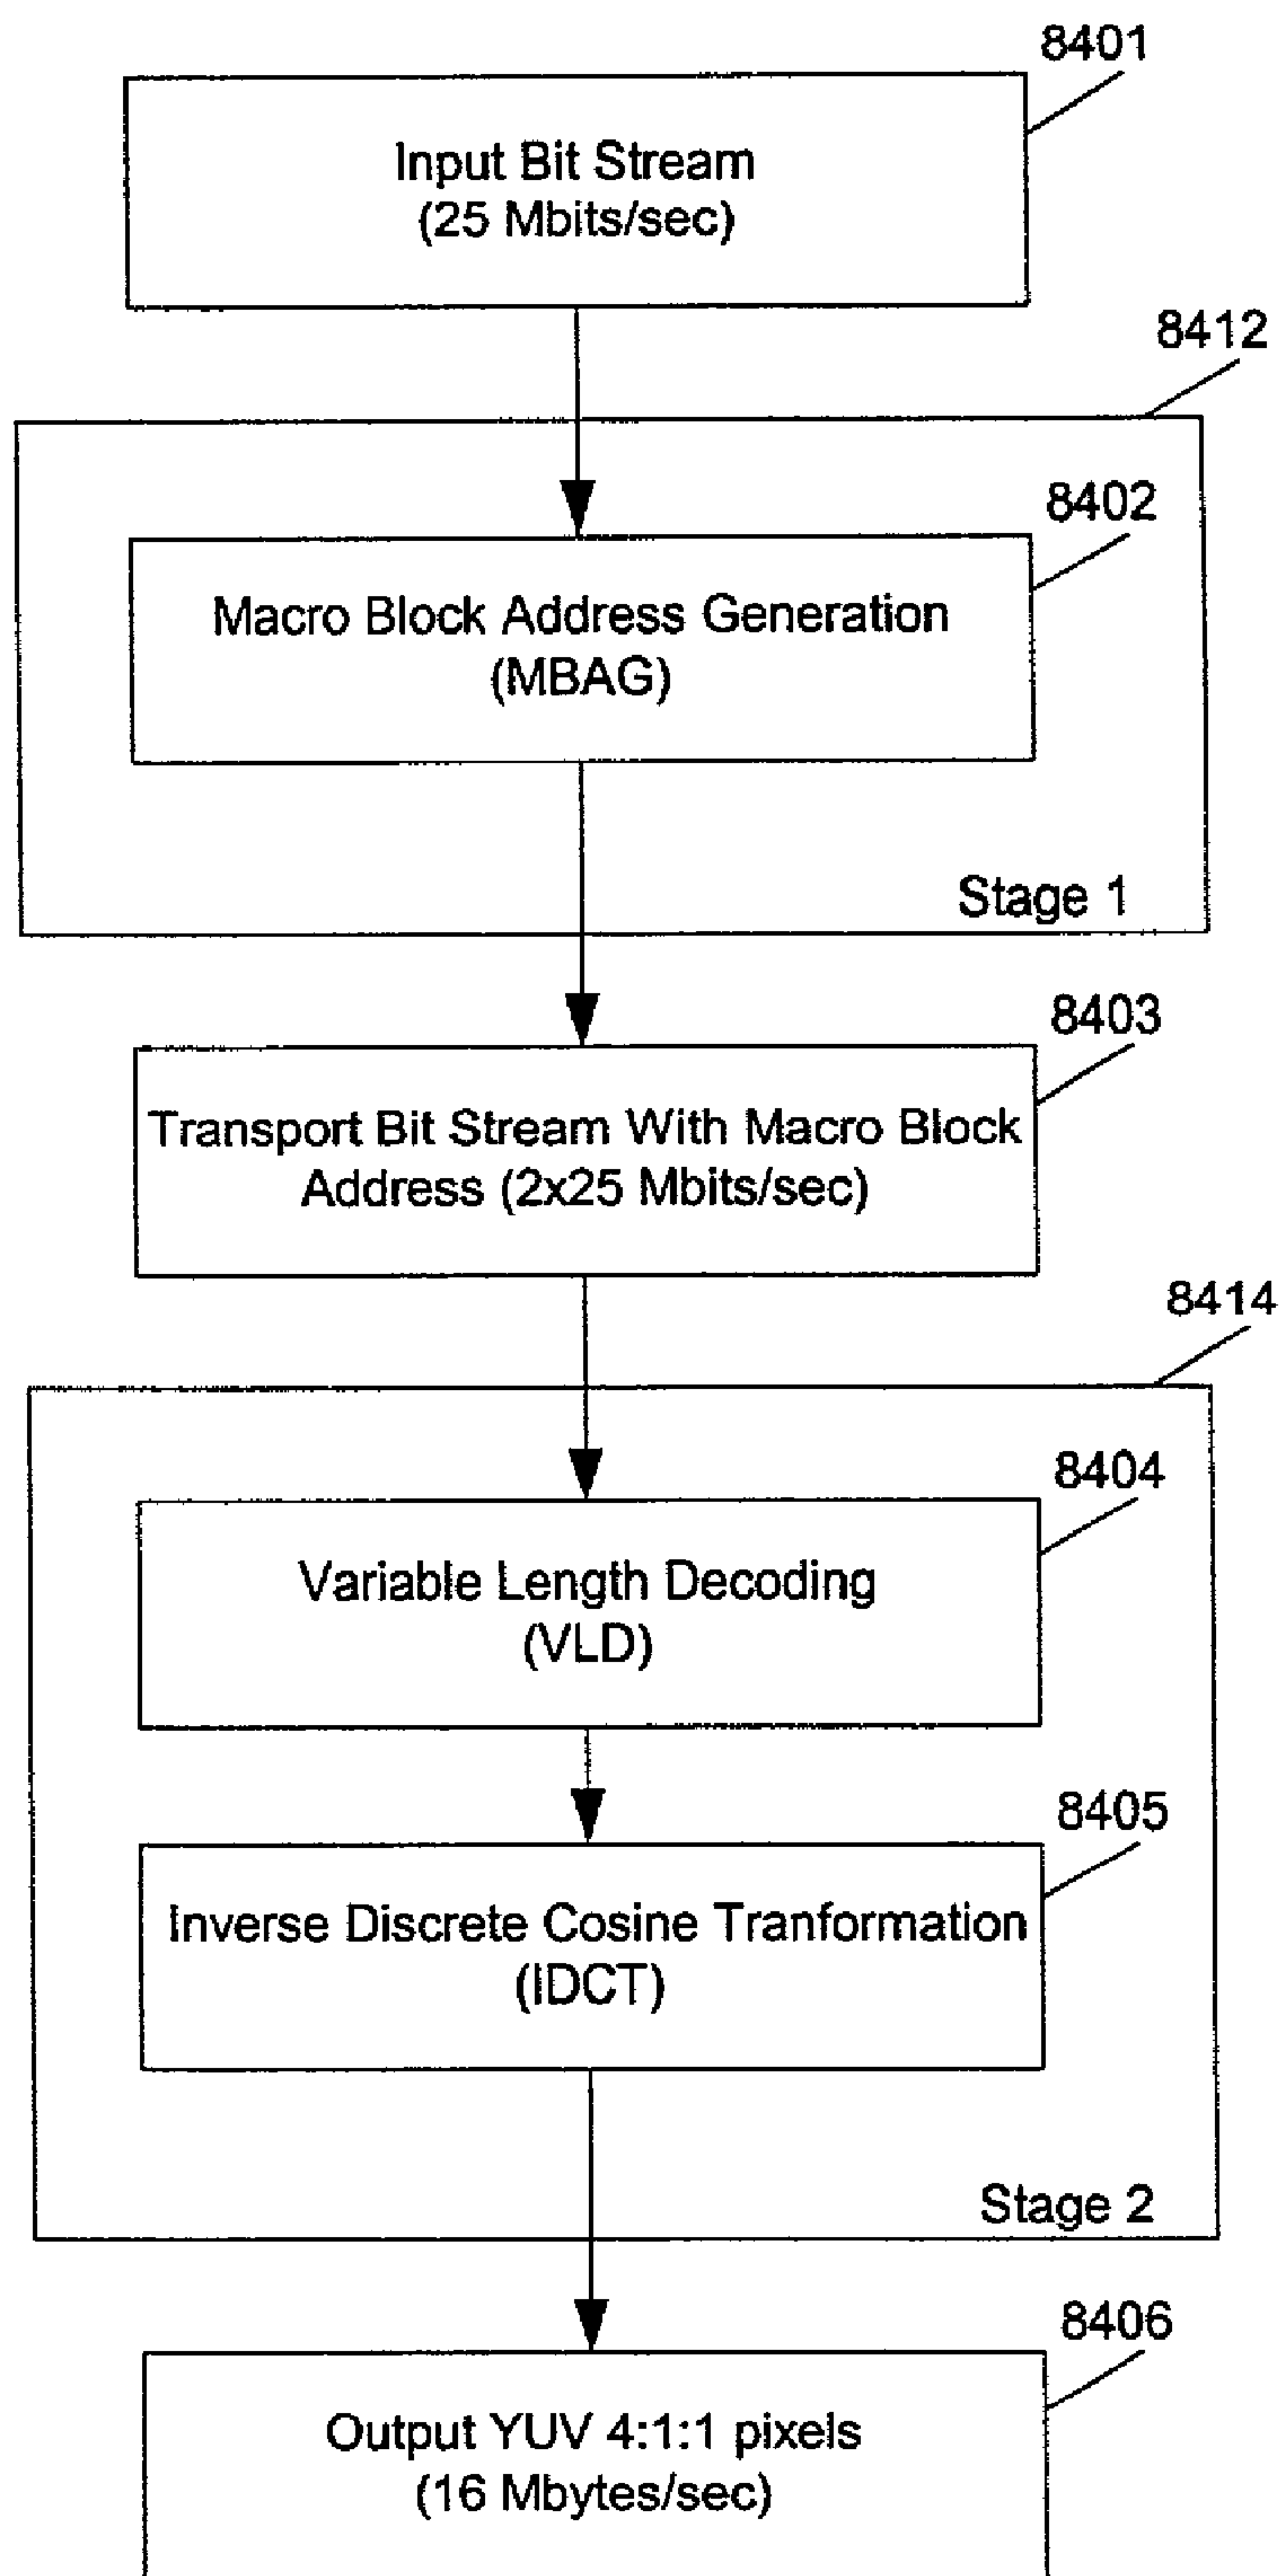 8401
Input Bit Stream
(25 Mbits/sec)
8412
8402
Macro Block Address Generation
(MBAG)
Stage 1
8403
Transport Bit Stream With Macro Block
Address (2x25 Mbits/sec)
8414
8404
Variable Length Decoding
(VLD)
8405
Inverse Discrete Cosine Tranformation
(IDCT)
Stage 2
8406
Output YUV 4:1:1 pixels
(16 Mbytes/sec)